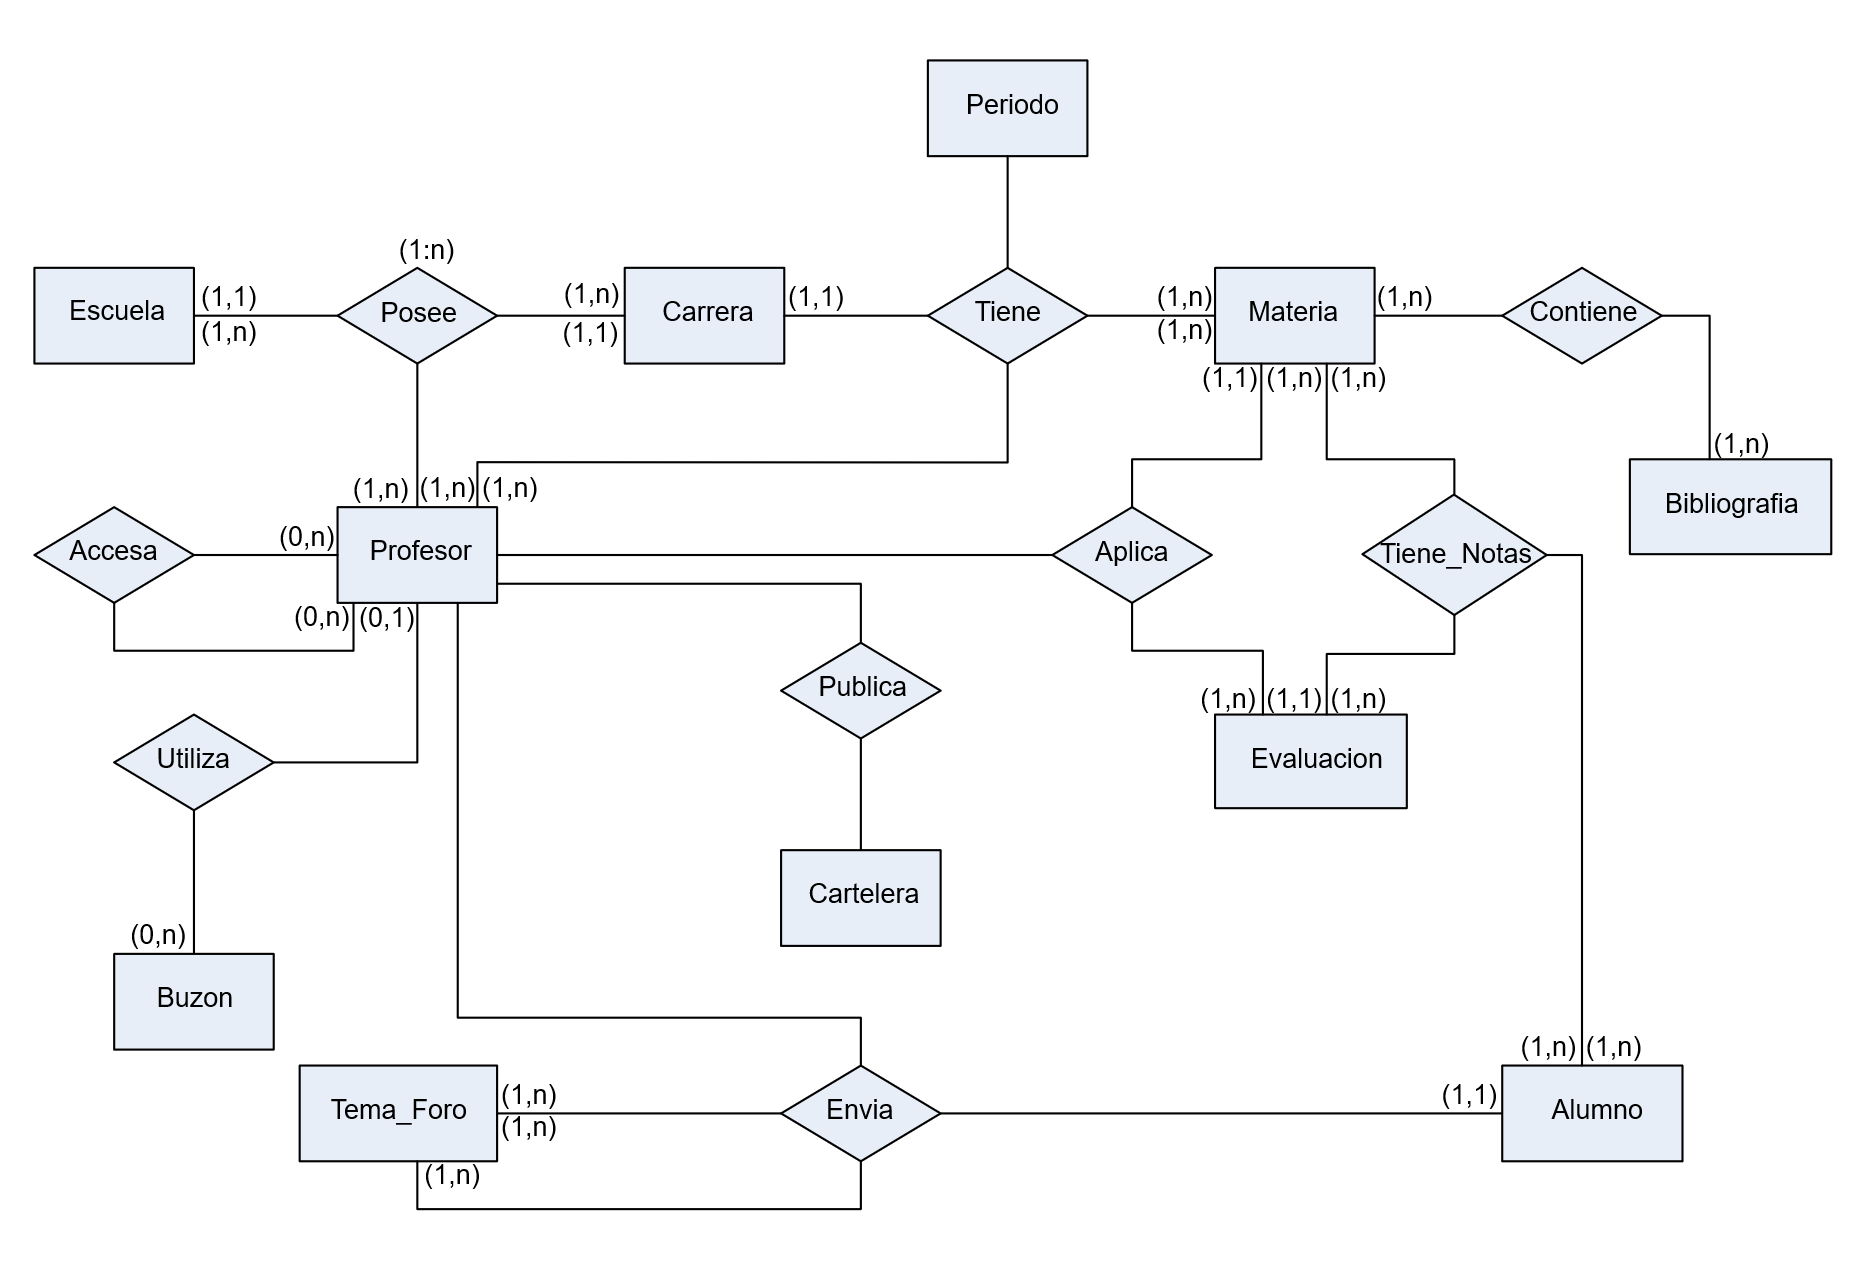 Periodo
(1:n)
Escuela
(1,1)
(1,n)
Posee
(1,n)
(1,1)
Carrera
(1,1)
Tiene
(1,n)
(1,n)
Materia
(1,n)
Contiene
(1,1) (1,n) (1,n)
(1,n)
Bibliografia
(1,n) (1,n) (1,n)
Accesa
(0,n)
Profesor
Aplica
Tiene_Notas
(0,n) (0,1)
Publica
(1,n) (1,1) (1,n)
Utiliza
Evaluacion
Cartelera
(0,n)
Buzon
(1,n) (1,n)
Tema_Foro
(1,n)
(1,n)
Envia
(1,1)
Alumno
(1,n)